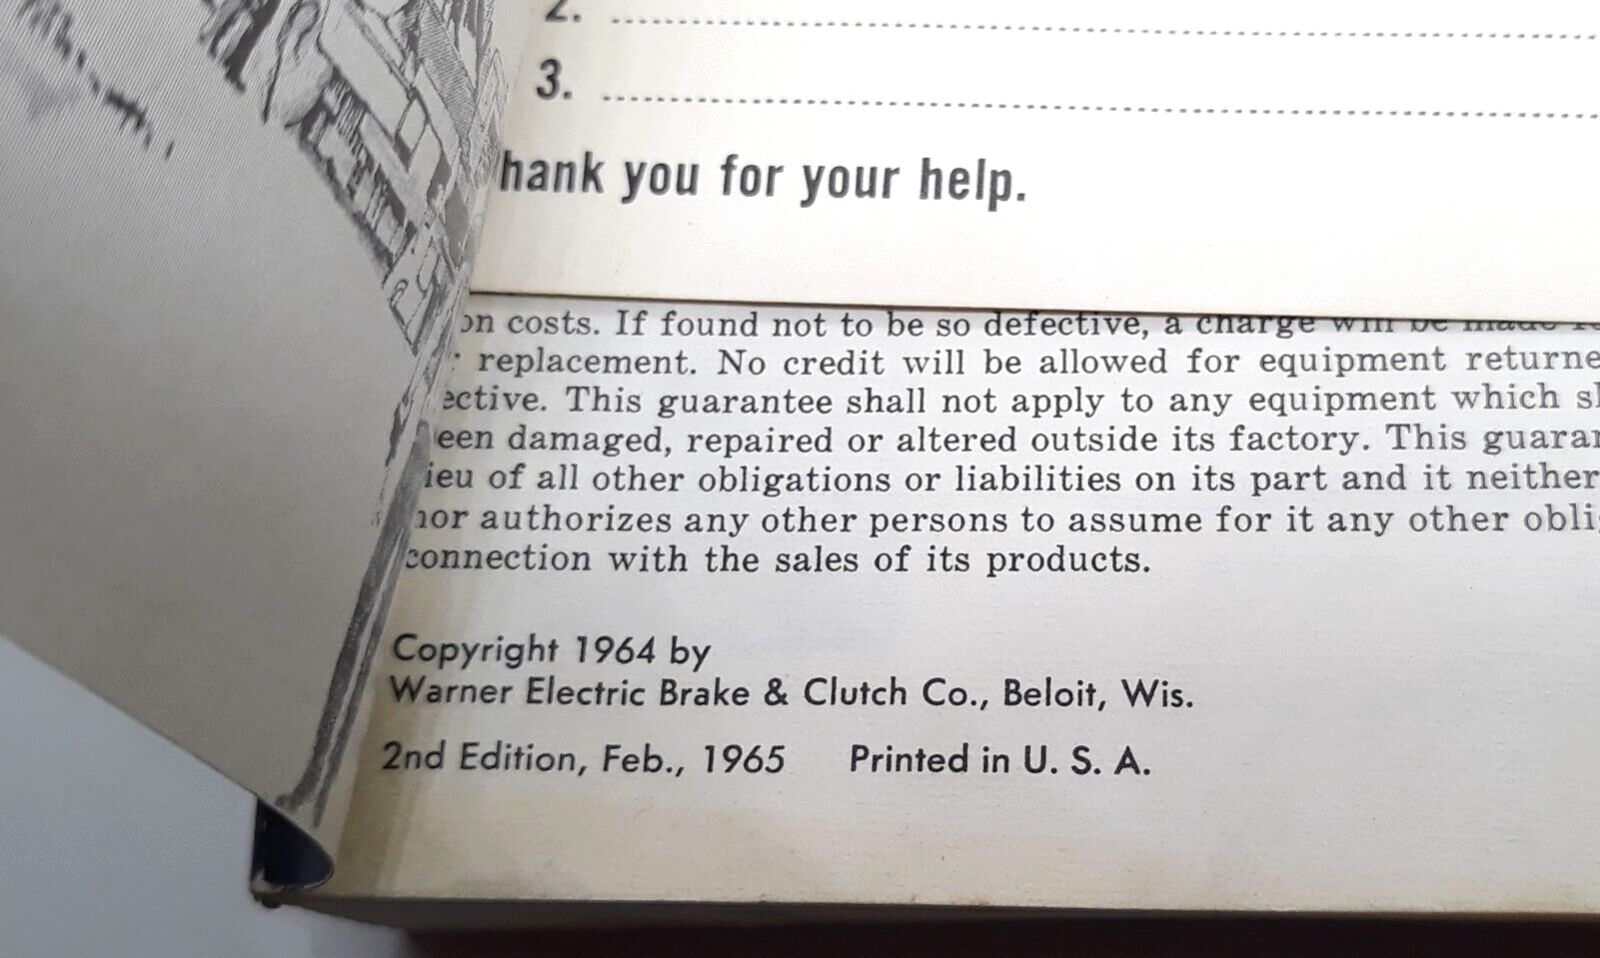 2.
3.
hank you for your help.
on costs. If found not to be so defective, a charge will be made
replacement. No credit will be allowed for equipment returne
ective. This guarantee shall not apply to any equipment which s
een damaged, repaired or altered outside its factory. This guaran
ieu of all other obligations or liabilities on its part and it neither
nor authorizes any other persons to assume for it any other obli
connection with the sales of its products.
Copyright 1964 by
Warner Electric Brake & Clutch Co., Beloit, Wis.
2nd Edition, Feb., 1965 Printed in U. S. A.